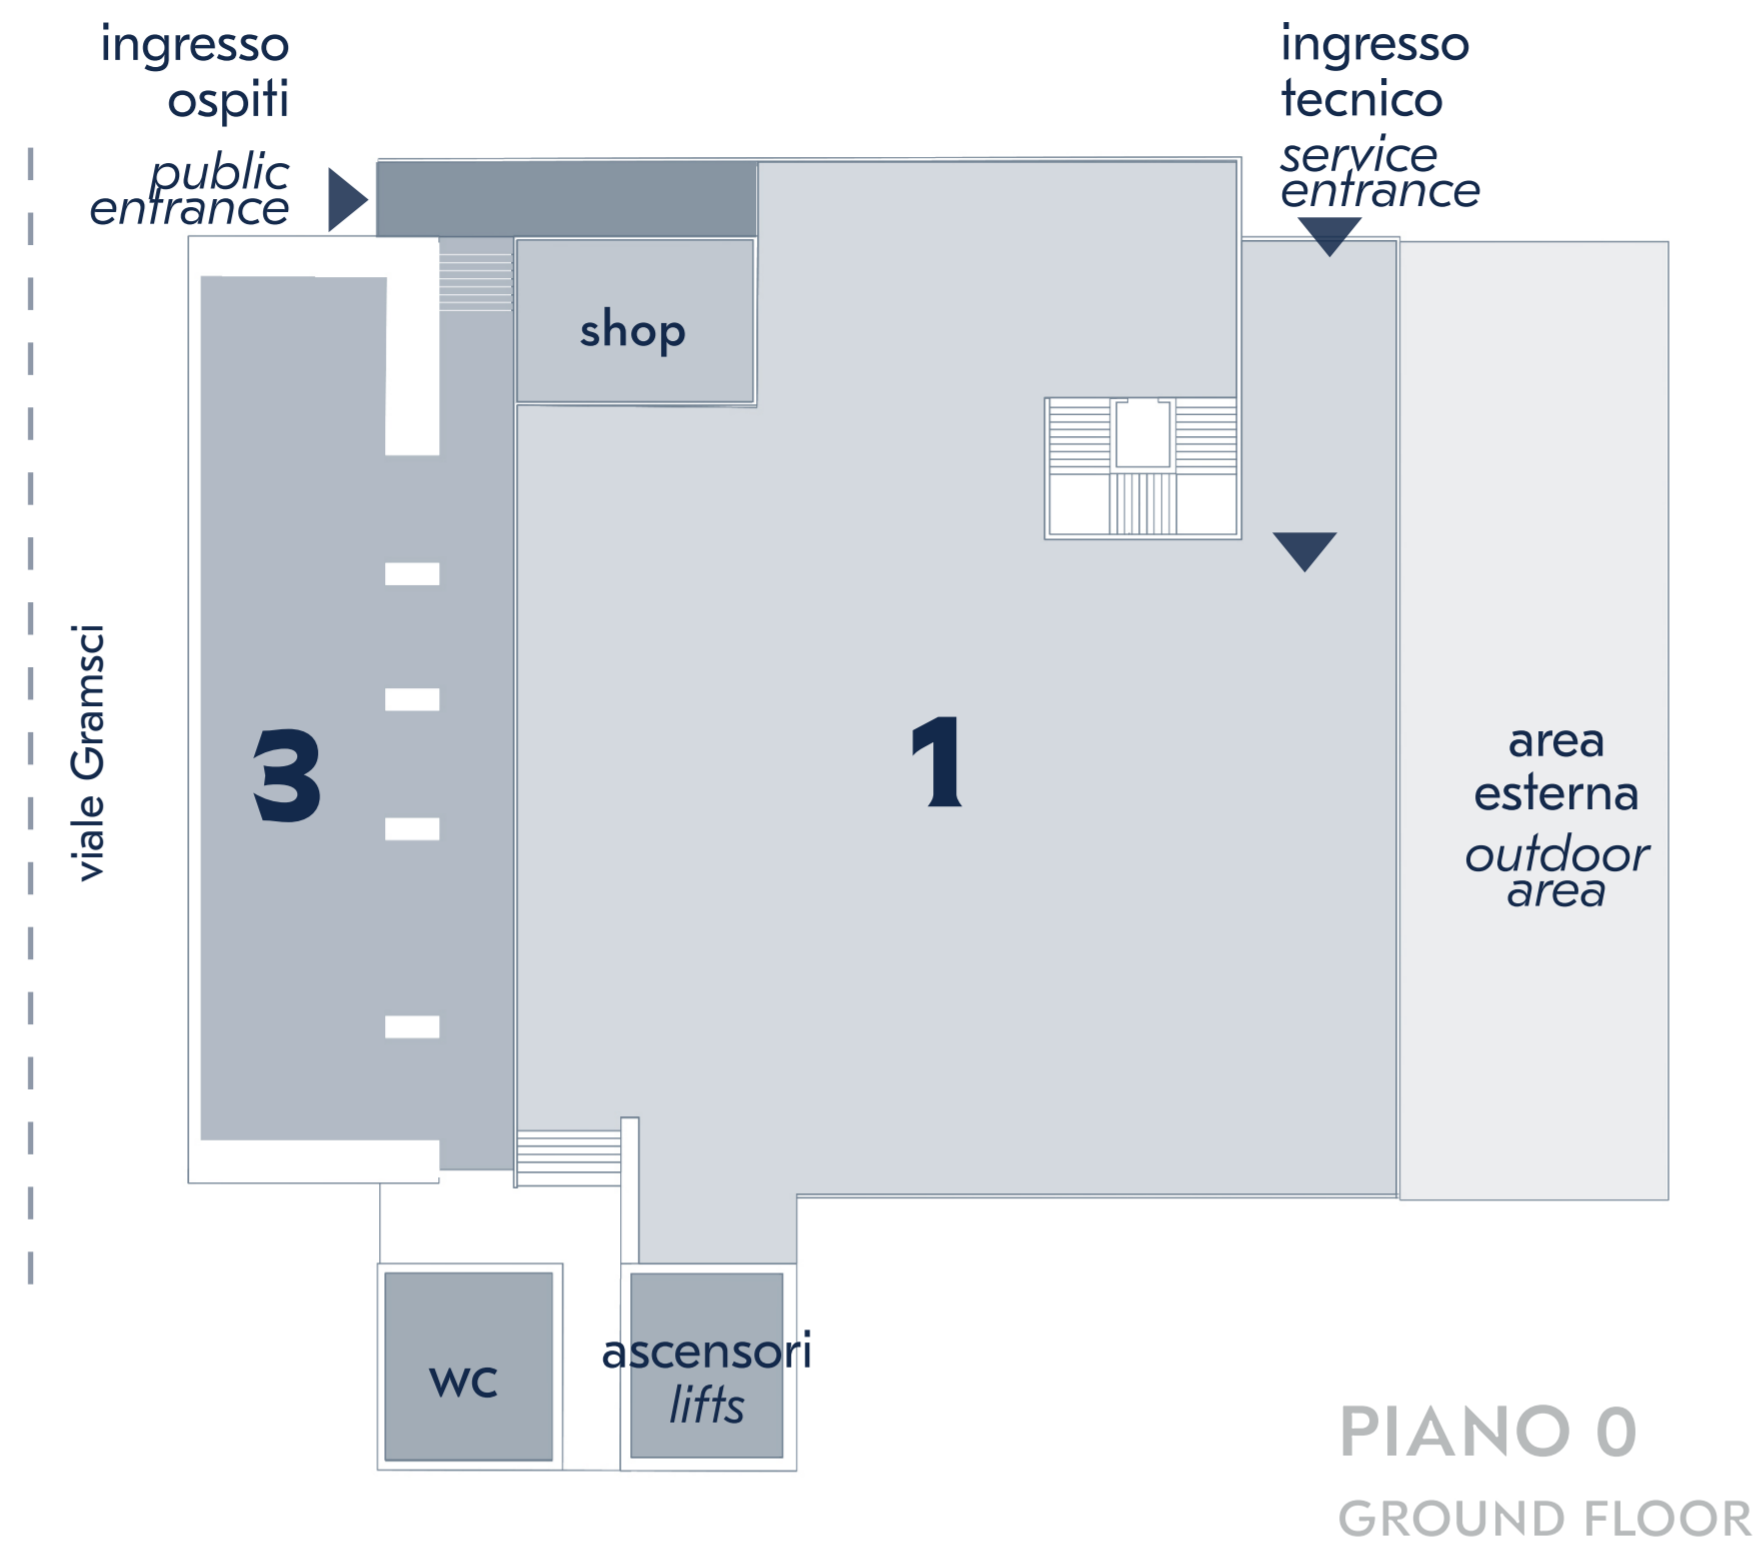 ingresso
ospiti
public
entrance
ingresso
tecnico
service
entrance
shop
viale Gramsci
3
1
area
esterna
outdoor
area
wc
ascensori
lifts
PIANO 0
GROUND FLOOR